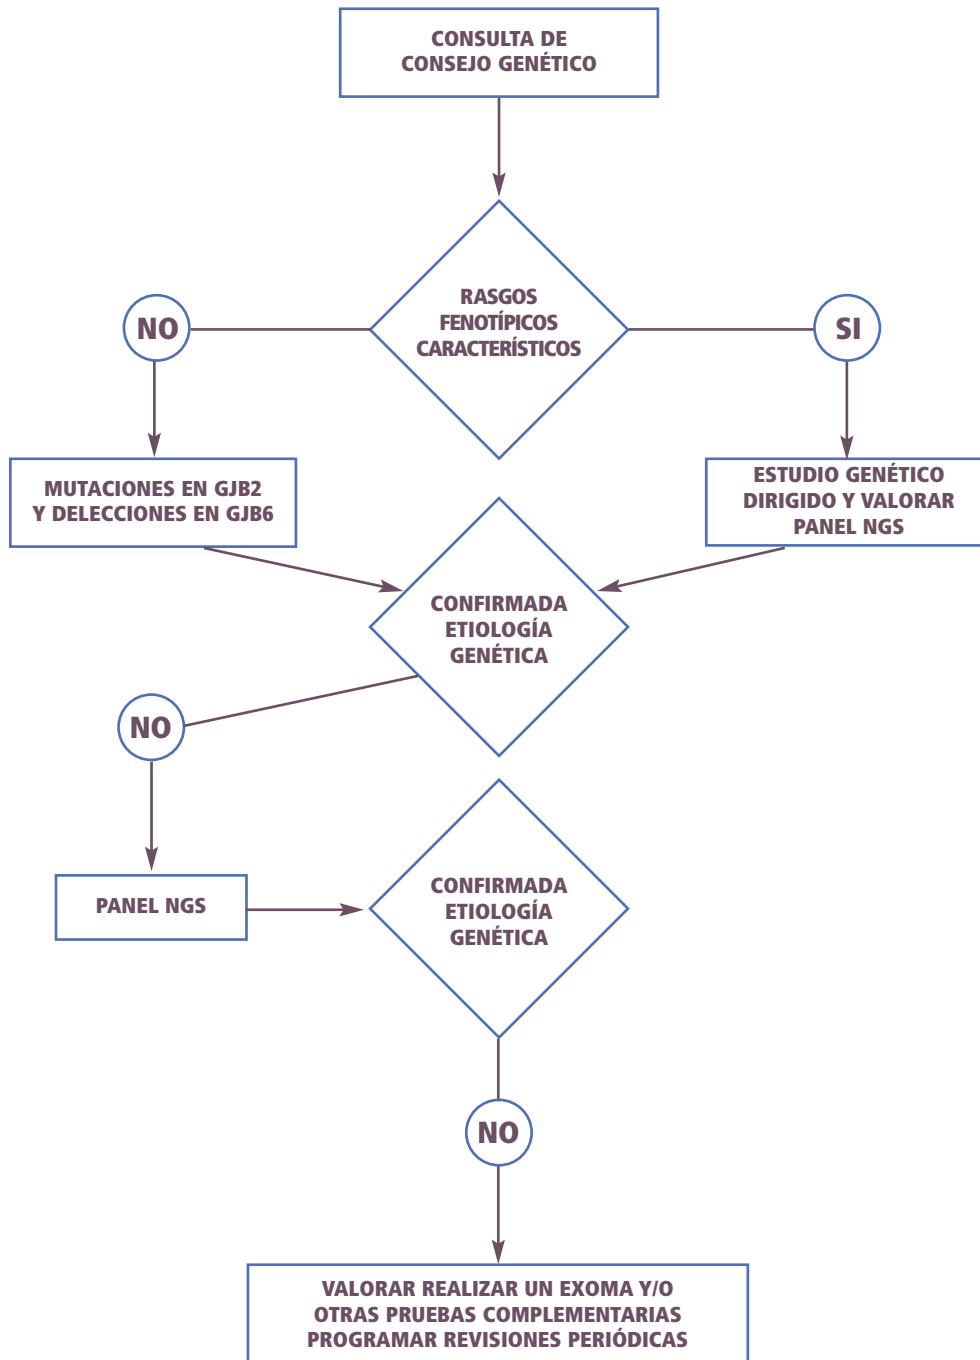 CONSULTA DE
CONSEJO GENÉTICO
RASGOS
FENOTÍPICOS
CARACTERÍSTICOS
NO
SI
MUTACIONES EN GJB2
Y DELECCIONES EN GJB6
ESTUDIO GENÉTICO
DIRIGIDO Y VALORAR
PANEL NGS
CONFIRMADA
ETIOLOGÍA
GENÉTICA
NO
PANEL NGS
CONFIRMADA
ETIOLOGÍA
GENÉTICA
NO
VALORAR REALIZAR UN EXOMA Y/O
OTRAS PRUEBAS COMPLEMENTARIAS
PROGRAMAR REVISIONES PERIÓDICAS